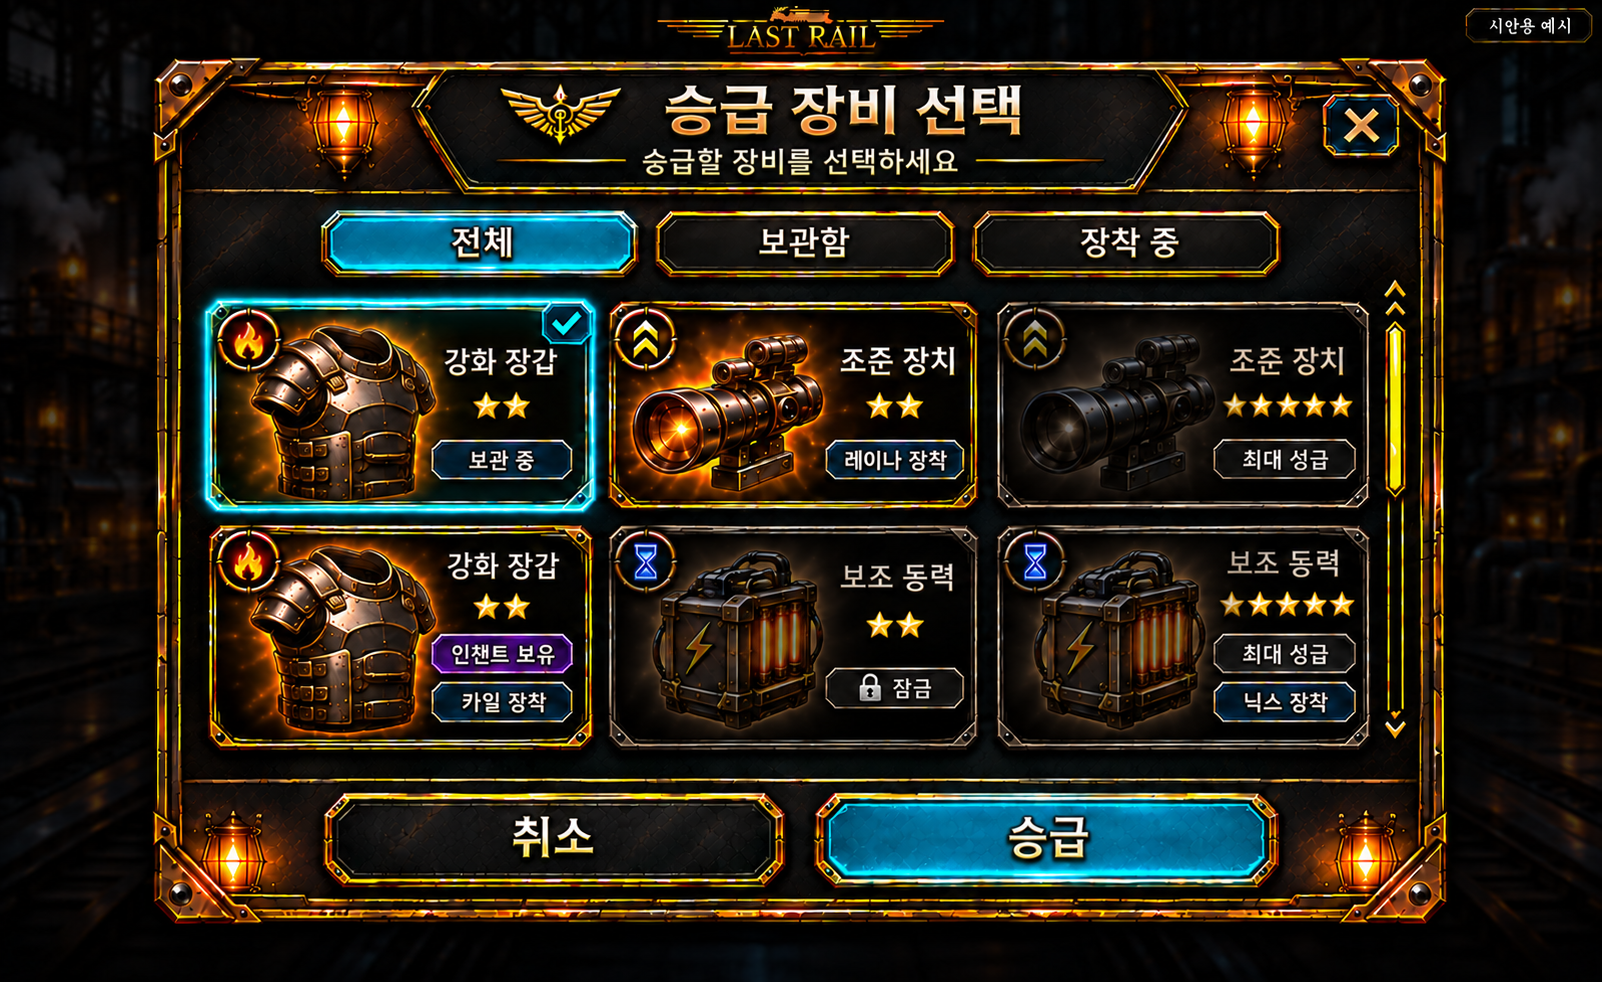 LAST RAIL
시안용 예시
승급 장비 선택
승급할 장비를 선택하세요
전체
보관함
장착 중
강화 장갑
보관 중
조준 장치
레이나 장착
조준 장치
최대 성급
강화 장갑
인챈트 보유
카일 장착
보조 동력
잠금
보조 동력
최대 성급
닉스 장착
취소
승급